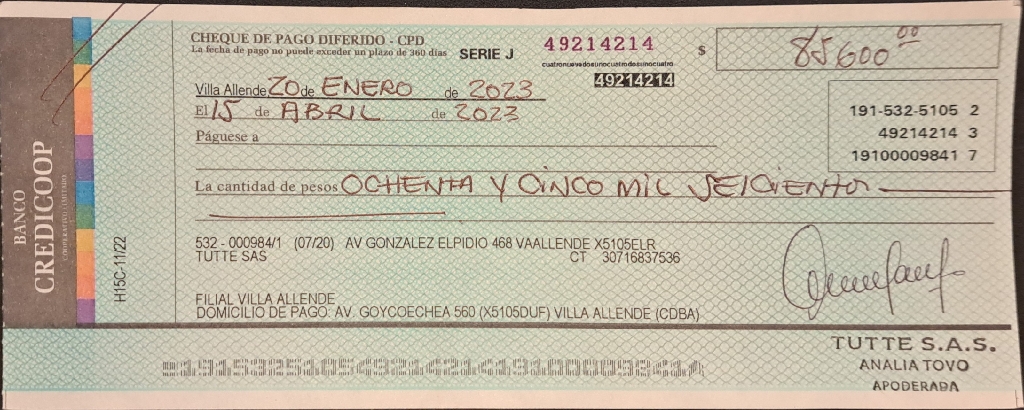 BANCO
CREDICOOP
COOPERATIVO LIMITADO
H15C-11/22
CHEQUE DE PAGO DIFERIDO - CPD
La fecha de pago no puede exceder un plazo de 360 días
SERIE J
49214214
cuatronuevedosunocuatrodosunocuatro
49214214
$ 85600 00
Villa Allende 20 de ENERO de 2023
El 15 de ABRIL de 2023
Páguese a
191-532-5105 2
49214214 3
19100009841 7
La cantidad de pesos OCHENTA Y CINCO MIL SEICIENTOS
532 - 000984/1 (07/20) AV GONZALEZ ELPIDIO 468 VAALLENDE X5105ELR
TUTTE SAS CT 30716837536
FILIAL VILLA ALLENDE
DOMICILIO DE PAGO: AV. GOYCOECHEA 560 (X5105DUF) VILLA ALLENDE (CDBA)
TUTTE S.A.S.
ANALIA TOVO
APODERADA